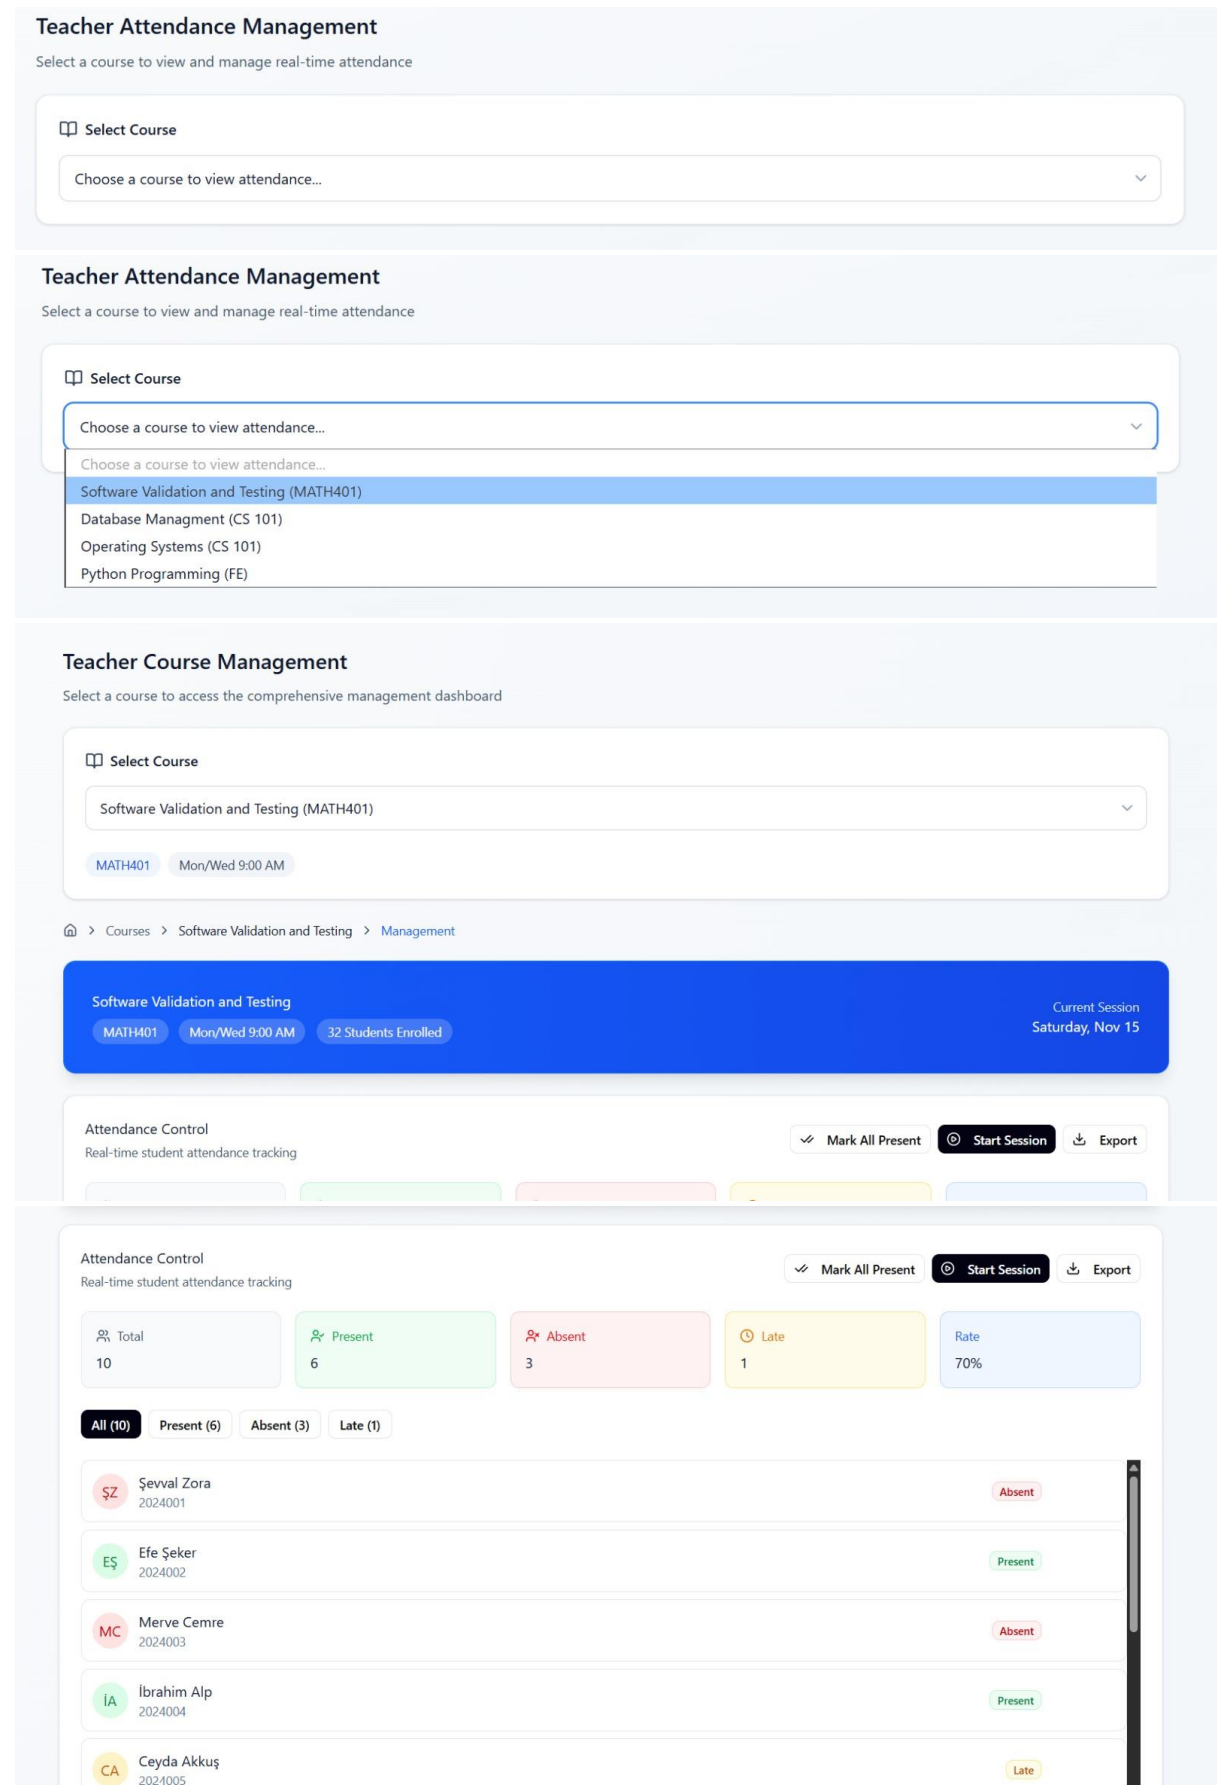 Teacher Attendance Management
Select a course to view and manage real-time attendance
Select Course
Choose a course to view attendance...
Teacher Attendance Management
Select a course to view and manage real-time attendance
Select Course
Choose a course to view attendance...
Choose a course to view attendance...
Software Validation and Testing (MATH401)
Database Managment (CS 101)
Operating Systems (CS 101)
Python Programming (FE)
Teacher Course Management
Select a course to access the comprehensive management dashboard
Select Course
Software Validation and Testing (MATH401)
MATH401 Mon/Wed 9:00 AM
> Courses > Software Validation and Testing > Management
Software Validation and Testing
MATH401 Mon/Wed 9:00 AM 32 Students Enrolled
Current Session
Saturday, Nov 15
Attendance Control
Real-time student attendance tracking
Mark All Present Start Session Export
Attendance Control
Real-time student attendance tracking
Mark All Present Start Session Export
Total
10
Present
6
Absent
3
Late
1
Rate
70%
All (10) Present (6) Absent (3) Late (1)
ŞZ Şevval Zora Absent
2024001
EŞ Efe Şeker Present
2024002
MC Merve Cemre Absent
2024003
İA İbrahim Alp Present
2024004
CA Ceyda Akkuş Late
2024005